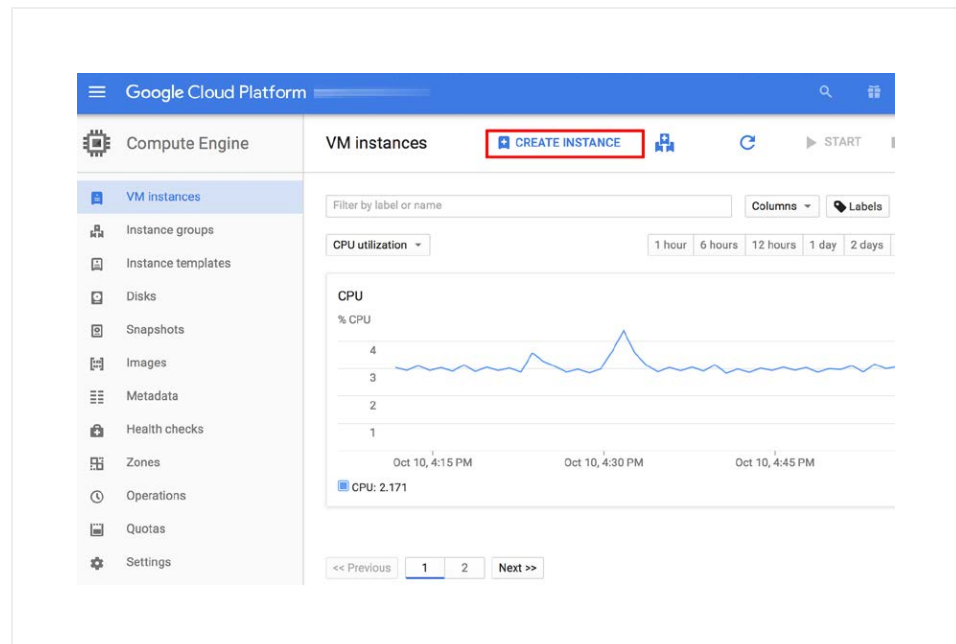 Google Cloud Platform
Compute Engine
VM instances
CREATE INSTANCE
START
VM instances
Instance groups
Instance templates
Disks
Snapshots
Images
Metadata
Health checks
Zones
Operations
Quotas
Settings
Filter by label or name
Columns
Labels
CPU utilization
1 hour 6 hours 12 hours 1 day 2 days
CPU
% CPU
4
3
2
1
Oct 10, 4:15 PM Oct 10, 4:30 PM Oct 10, 4:45 PM
CPU: 2.171
<< Previous 1 2 Next >>